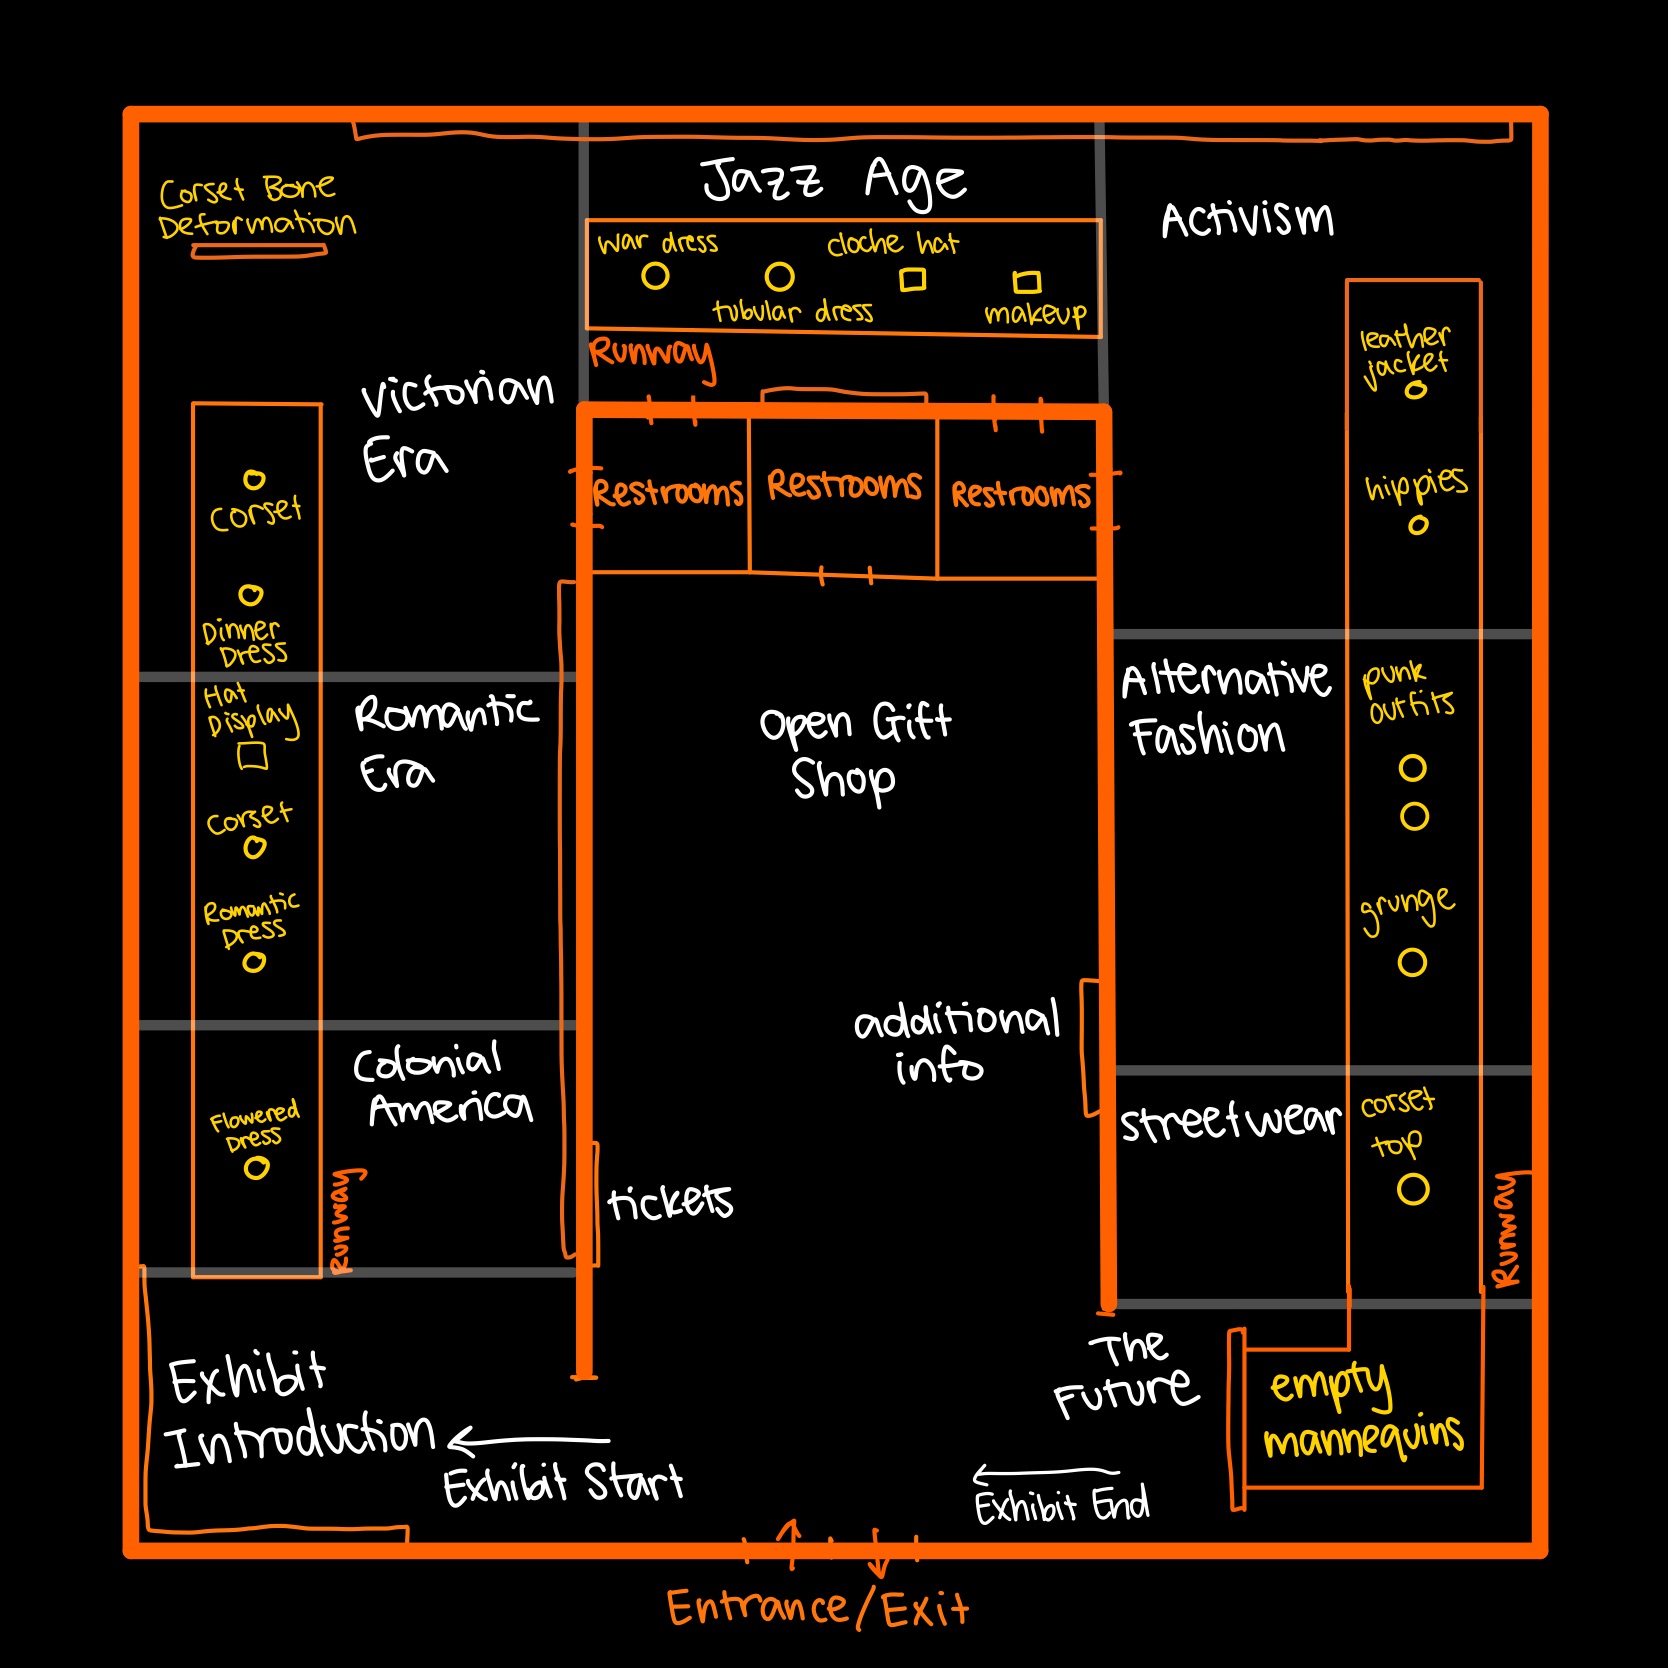 Jazz Age
Corset Bone
Deformation
war dress
cloche hat
tubular dress
makeup
Runway
Activism
Victorian
Era
Corset
Dinner
Dress
Restrooms
Restrooms
Restrooms
leather
jacket
hippies
Hat
Display
Corset
Romantic
Dress
Romantic
Era
Open Gift
Shop
Alternative
Fashion
punk
outfits
grunge
Colonial
America
Flowered
Dress
Runway
additional
info
tickets
streetwear
corset
top
Runway
Exhibit
Introduction
Exhibit Start
The
Future
empty
mannequins
Exhibit End
Entrance/Exit